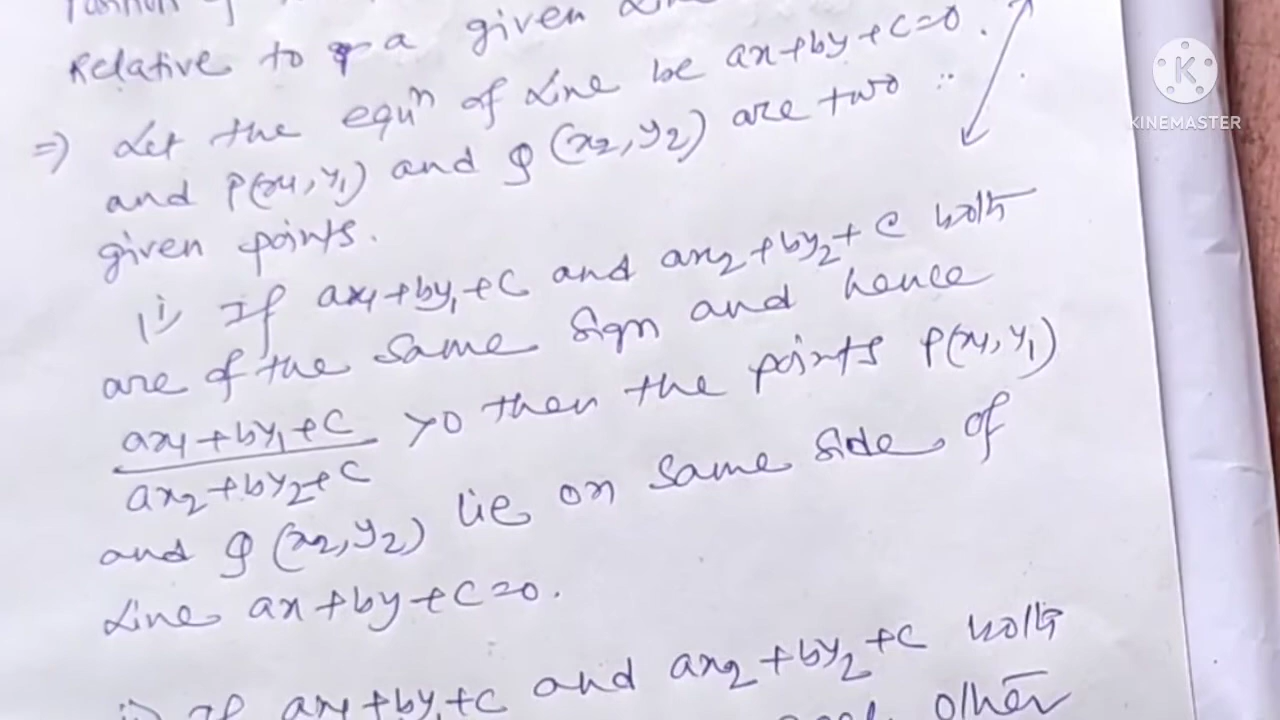 Relative to a given
⇒) Let the equⁿ of Line be ax+by+c=0.
and P(x₁, y₁) and Q (x₂, y₂) are two
given points.
i) If ax₁+by₁+c and ax₂+by₂+c both
are of the same sign and hence
ax₁+by₁+c
ax₂+by₂+c
>0 then the points P(x₁, y₁)
and Q (x₂, y₂) lie on same side of
Line ax+by+c=0.
If ax₁+by₁+c and ax₂+by₂+c both
other
K
KINEMASTER